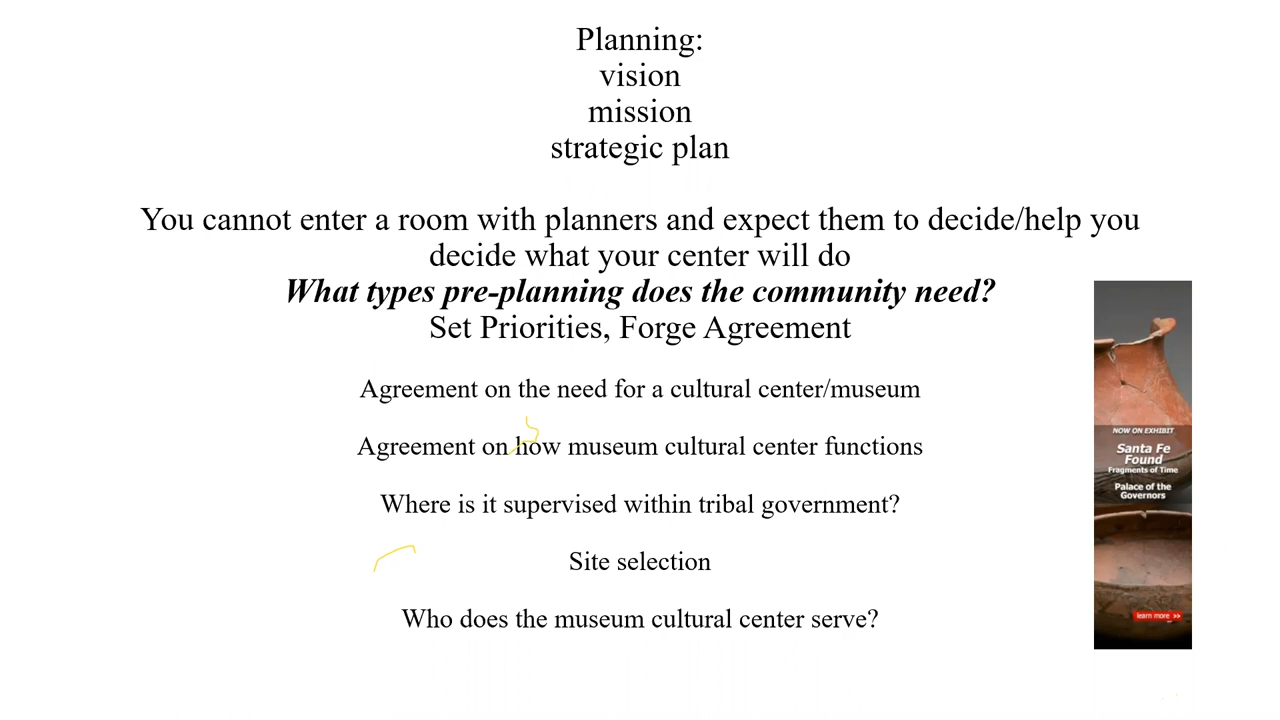 Planning:
vision
mission
strategic plan
You cannot enter a room with planners and expect them to decide/help you
decide what your center will do
What types pre-planning does the community need?
Set Priorities, Forge Agreement
Agreement on the need for a cultural center/museum
Agreement on how museum cultural center functions
Where is it supervised within tribal government?
Site selection
Who does the museum cultural center serve?
NOW ON EXHIBIT
Santa Fe
Found
Fragments of Time
Palace of the
Governors
learn more >>